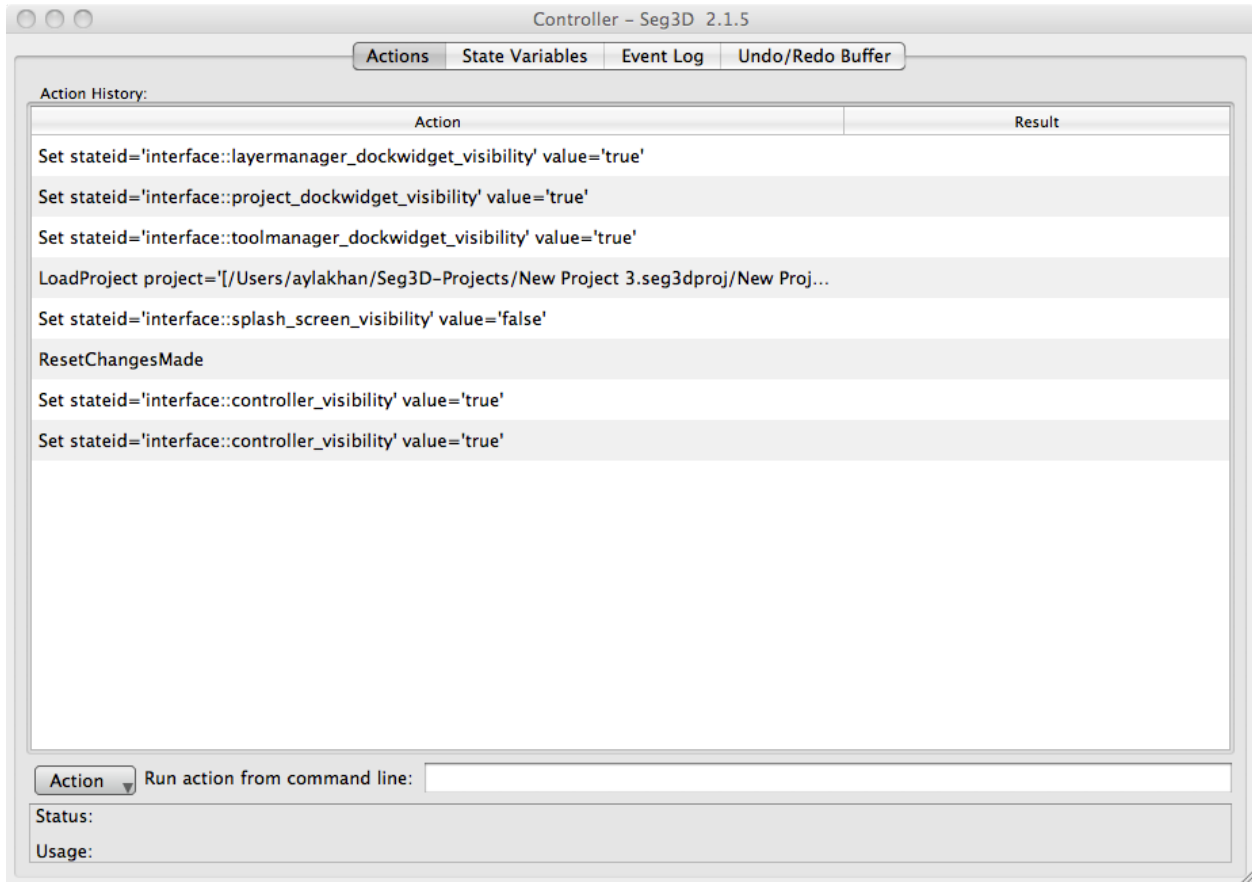 Controller – Seg3D 2.1.5
Actions State Variables Event Log Undo/Redo Buffer
Action History:
Action Result
Set stateid='interface::layermanager_dockwidget_visibility' value='true'
Set stateid='interface::project_dockwidget_visibility' value='true'
Set stateid='interface::toolmanager_dockwidget_visibility' value='true'
LoadProject project='[/Users/aylakhan/Seg3D-Projects/New Project 3.seg3dproj/New Proj...
Set stateid='interface::splash_screen_visibility' value='false'
ResetChangesMade
Set stateid='interface::controller_visibility' value='true'
Set stateid='interface::controller_visibility' value='true'
Action Run action from command line:
Status:
Usage: